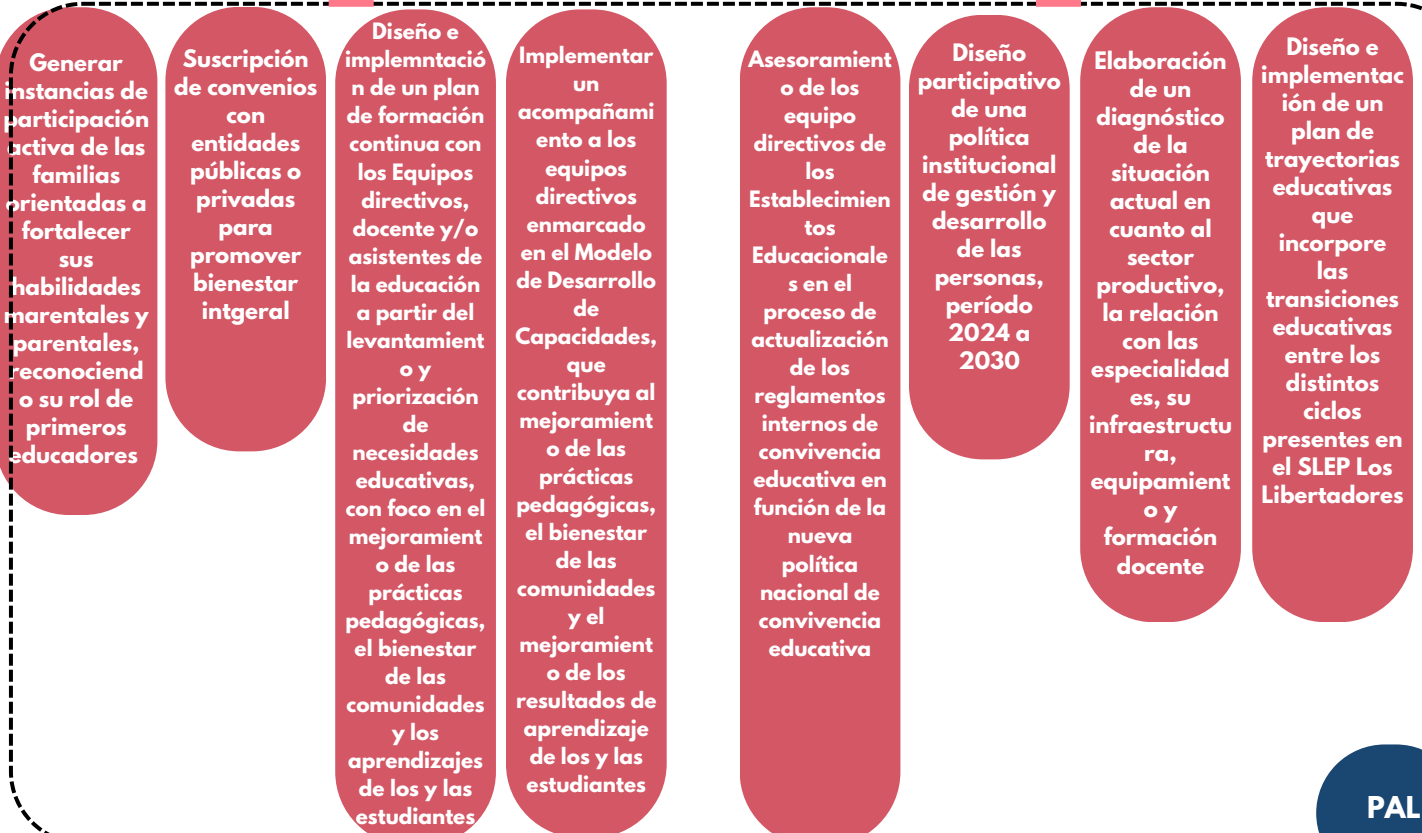 Generar
instancias de
participación
activa de las
familias
orientadas a
fortalecer
sus
habilidades
marentales y
parentales,
reconociend
o su rol de
primeros
educadores
Suscripción
de convenios
con
entidades
públicas o
privadas
para
promover
bienestar
intgeral
Diseño e
implemntació
n de un plan
de formación
continua con
los Equipos
directivos,
docente y/o
asistentes de
la educación
a partir del
levantamient
o y
priorización
de
necesidades
educativas,
con foco en el
mejoramient
o de las
prácticas
pedagógicas,
el bienestar
de las
comunidades
y los
aprendizajes
de los y las
estudiantes
Implementar
un
acompañami
ento a los
equipos
directivos
enmarcado
en el Modelo
de Desarrollo
de
Capacidades,
que
contribuya al
mejoramient
o de las
prácticas
pedagógicas,
el bienestar
de las
comunidades
y el
mejoramient
o de los
resultados de
aprendizaje
de los y las
estudiantes
Asesoramient
o de los
equipo
directivos de
los
Establecimien
tos
Educacionale
s en el
proceso de
actualización
de los
reglamentos
internos de
convivencia
educativa en
función de la
nueva
política
nacional de
convivencia
educativa
Diseño
participativo
de una
política
institucional
de gestión y
desarrollo
de las
personas,
período
2024 a
2030
Elaboración
de un
diagnóstico
de la
situación
actual en
cuanto al
sector
productivo,
la relación
con las
especialidad
es, su
infraestructu
ra,
equipamient
o y
formación
docente
Diseño e
implementac
ión de un
plan de
trayectorias
educativas
que
incorpore
las
transiciones
educativas
entre los
distintos
ciclos
presentes en
el SLEP Los
Libertadores
PAL